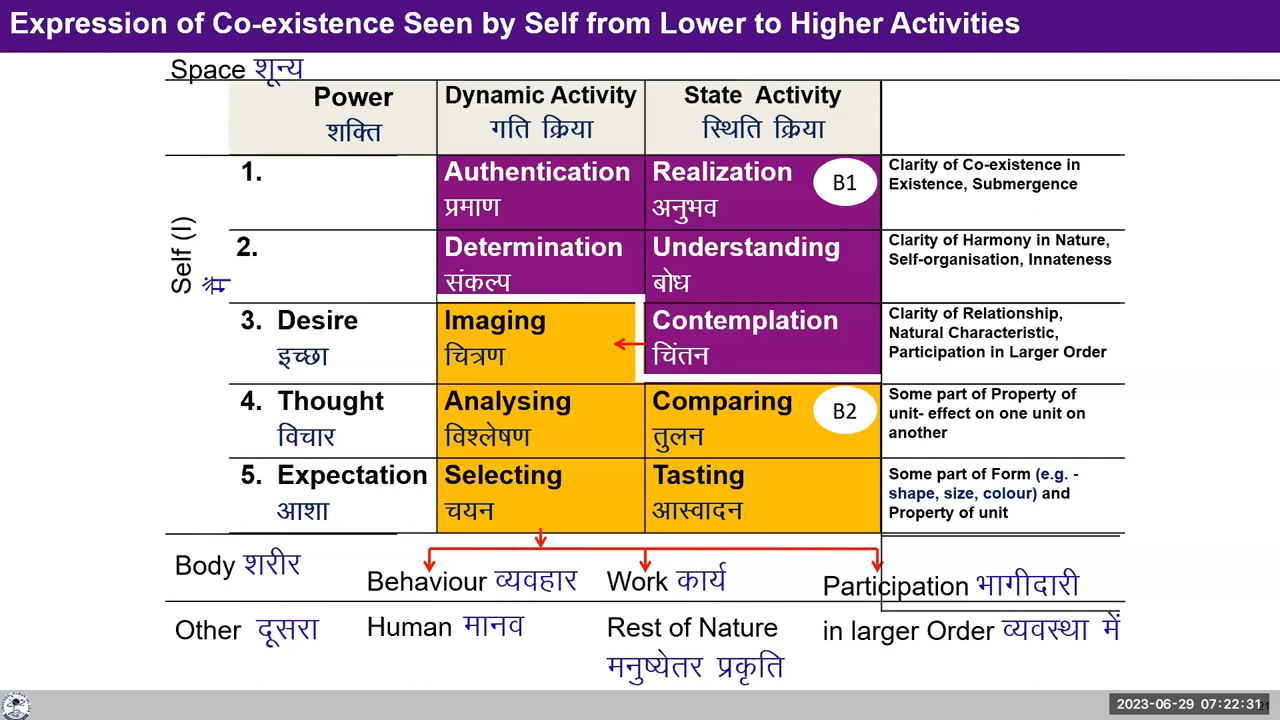 Expression of Co-existence Seen by Self from Lower to Higher Activities
Space शून्य
Power
शक्ति
Dynamic Activity
गति क्रिया
State Activity
स्थिति क्रिया
Self (I)
मैं
1.
Authentication
प्रमाण
Realization
अनुभव
B1
Clarity of Co-existence in
Existence, Submergence
2.
Determination
संकल्प
Understanding
बोध
Clarity of Harmony in Nature,
Self-organisation, Innateness
3. Desire
इच्छा
Imaging
चित्रण
Contemplation
चिंतन
Clarity of Relationship,
Natural Characteristic,
Participation in Larger Order
4. Thought
विचार
Analysing
विश्लेषण
Comparing
तुलन
B2
Some part of Property of
unit- effect on one unit on
another
5. Expectation
आशा
Selecting
चयन
Tasting
आस्वादन
Some part of Form (e.g. -
shape, size, colour) and
Property of unit
Body शरीर
Behaviour व्यवहार
Work कार्य
Participation भागीदारी
Other दूसरा
Human मानव
Rest of Nature
मनुष्येतर प्रकृति
in larger Order व्यवस्था में
2023-06-29 07:22:31
21